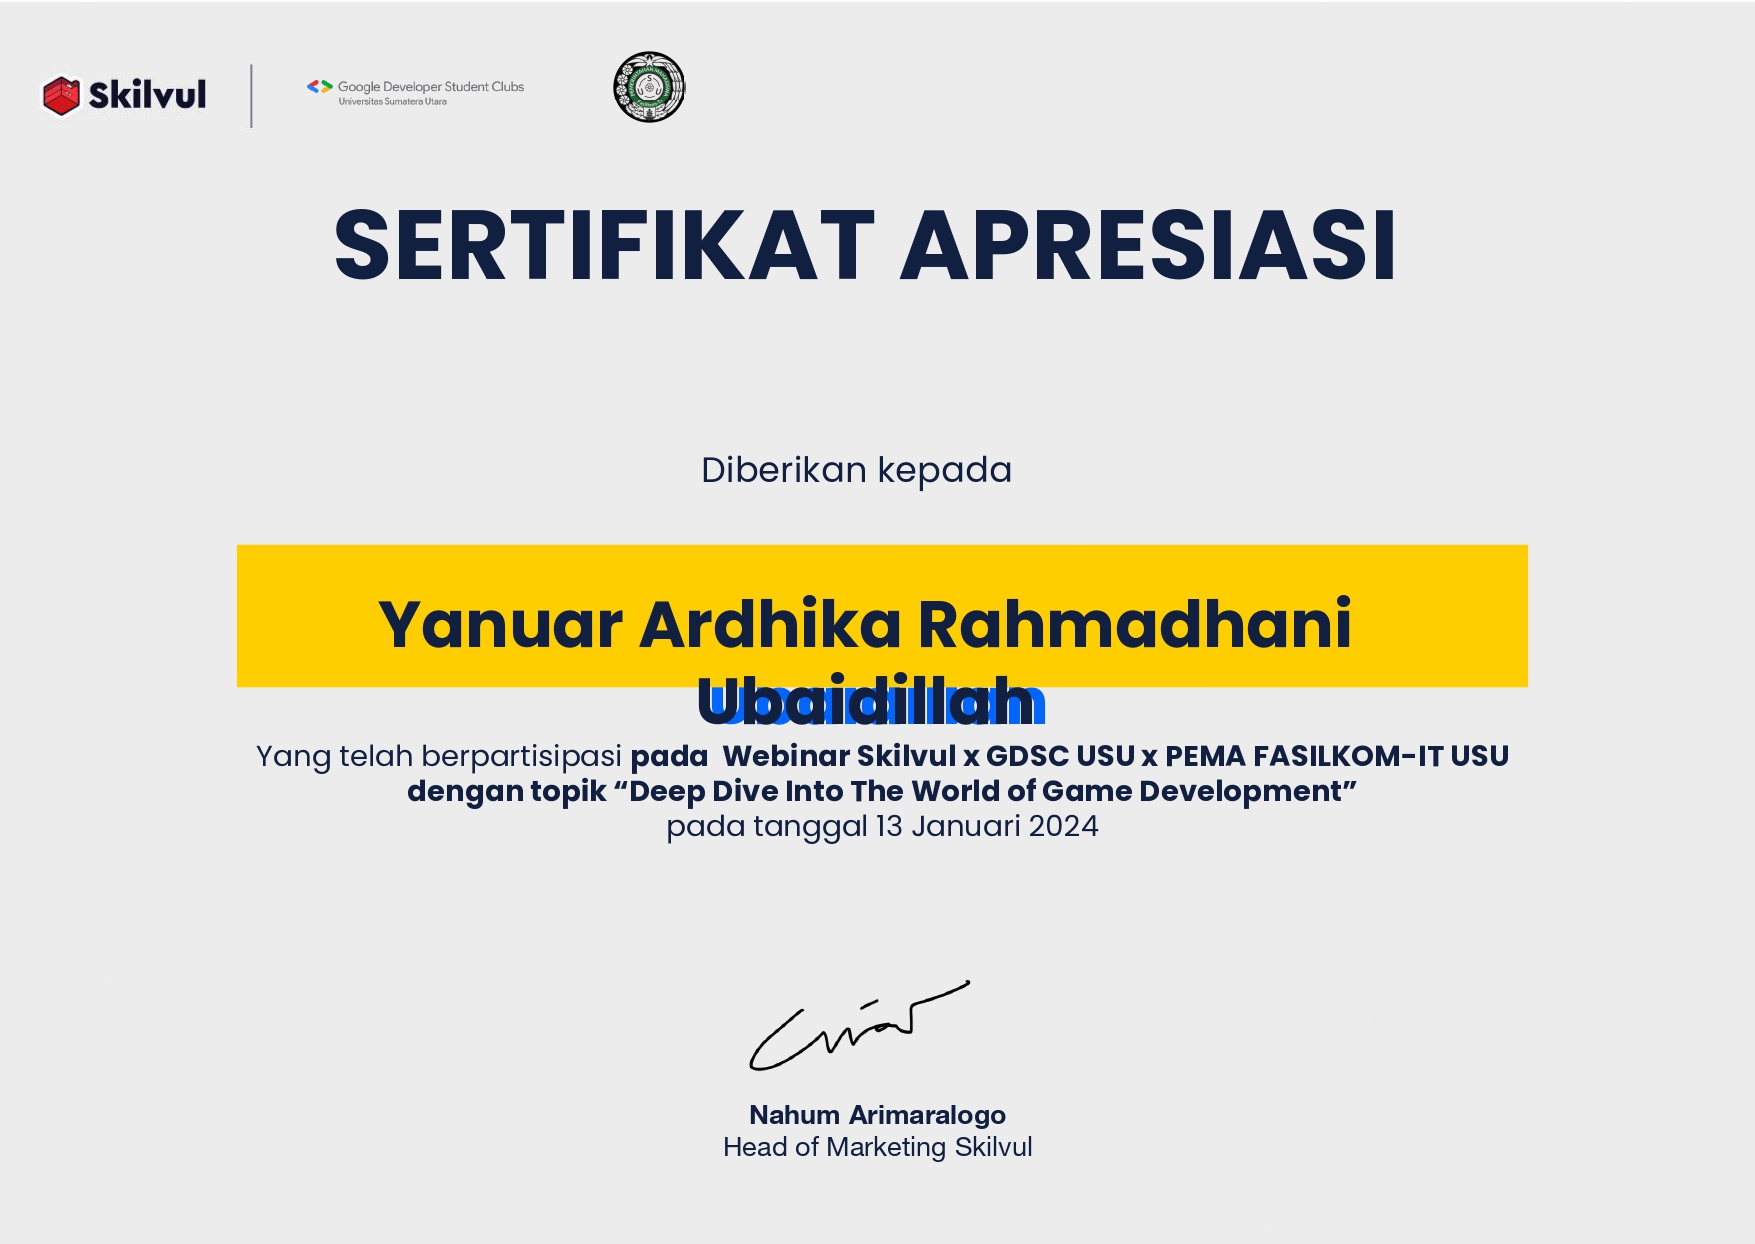 Skilvul
Google Developer Student Clubs
Universitas Sumatera Utara
SERTIFIKAT APRESIASI
Diberikan kepada
Yanuar Ardhika Rahmadhani
Ubaidillah
Yang telah berpartisipasi pada  Webinar Skilvul x GDSC USU x PEMA FASILKOM-IT USU
dengan topik “Deep Dive Into The World of Game Development”
pada tanggal 13 Januari 2024
Nahum Arimaralogo
Head of Marketing Skilvul